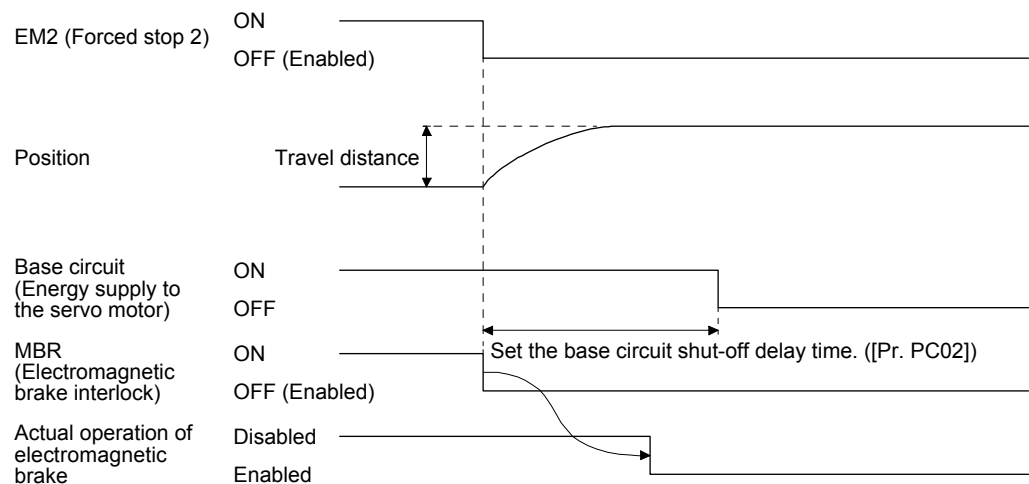 EM2 (Forced stop 2)
ON
OFF (Enabled)
Position
Travel distance
Base circuit
(Energy supply to
the servo motor)
ON
OFF
Set the base circuit shut-off delay time. ([Pr. PC02])
MBR
(Electromagnetic
brake interlock)
ON
OFF (Enabled)
Actual operation of
electromagnetic
brake
Disabled
Enabled